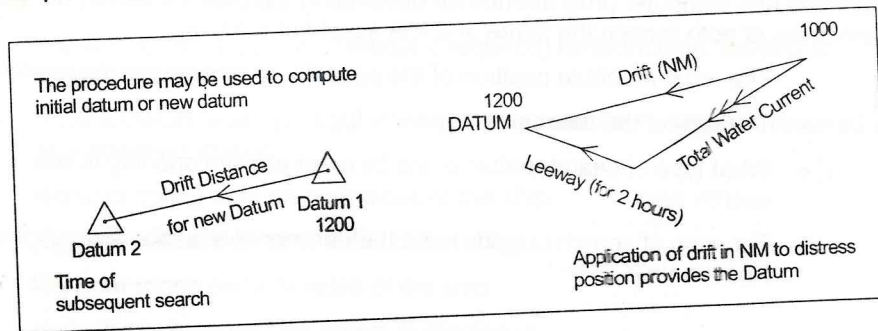 The procedure may be used to compute
initial datum or new datum
Drift Distance
for new Datum
Datum 1
1200
Datum 2
Time of
subsequent search
1000
Drift (NM)
1200
DATUM
Total Water Current
Leeway (for 2 hours)
Application of drift in NM to distress
position provides the Datum